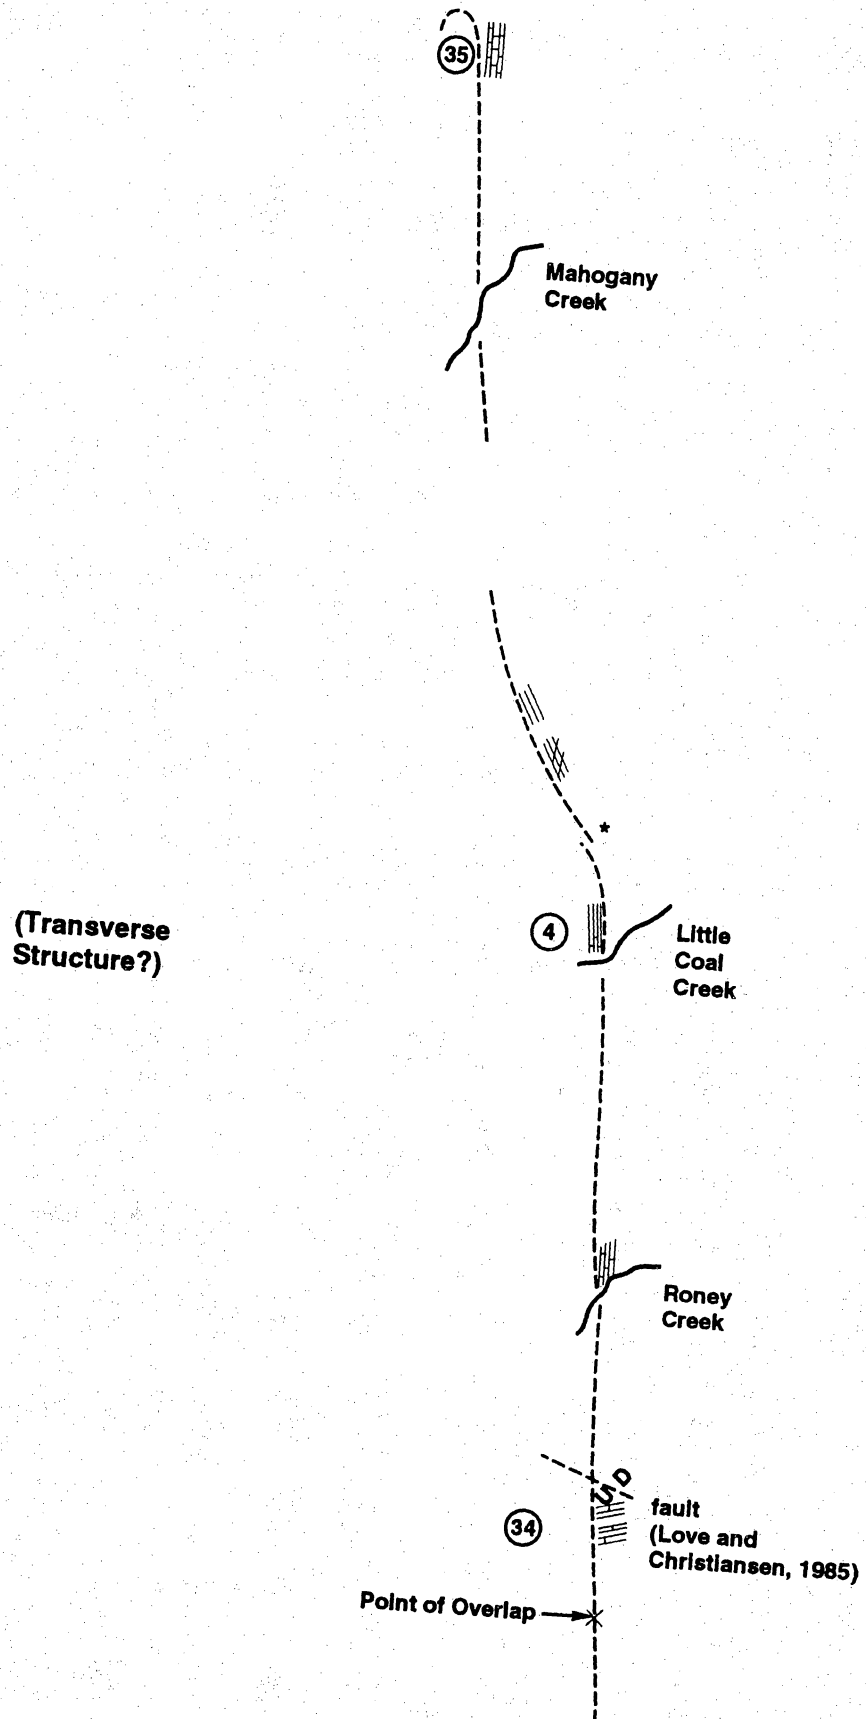 35
Mahogany
Creek
*
4
Little
Coal
Creek
(Transverse
Structure?)
Roney
Creek
D
U
fault
(Love and
Christiansen, 1985)
34
Point of Overlap